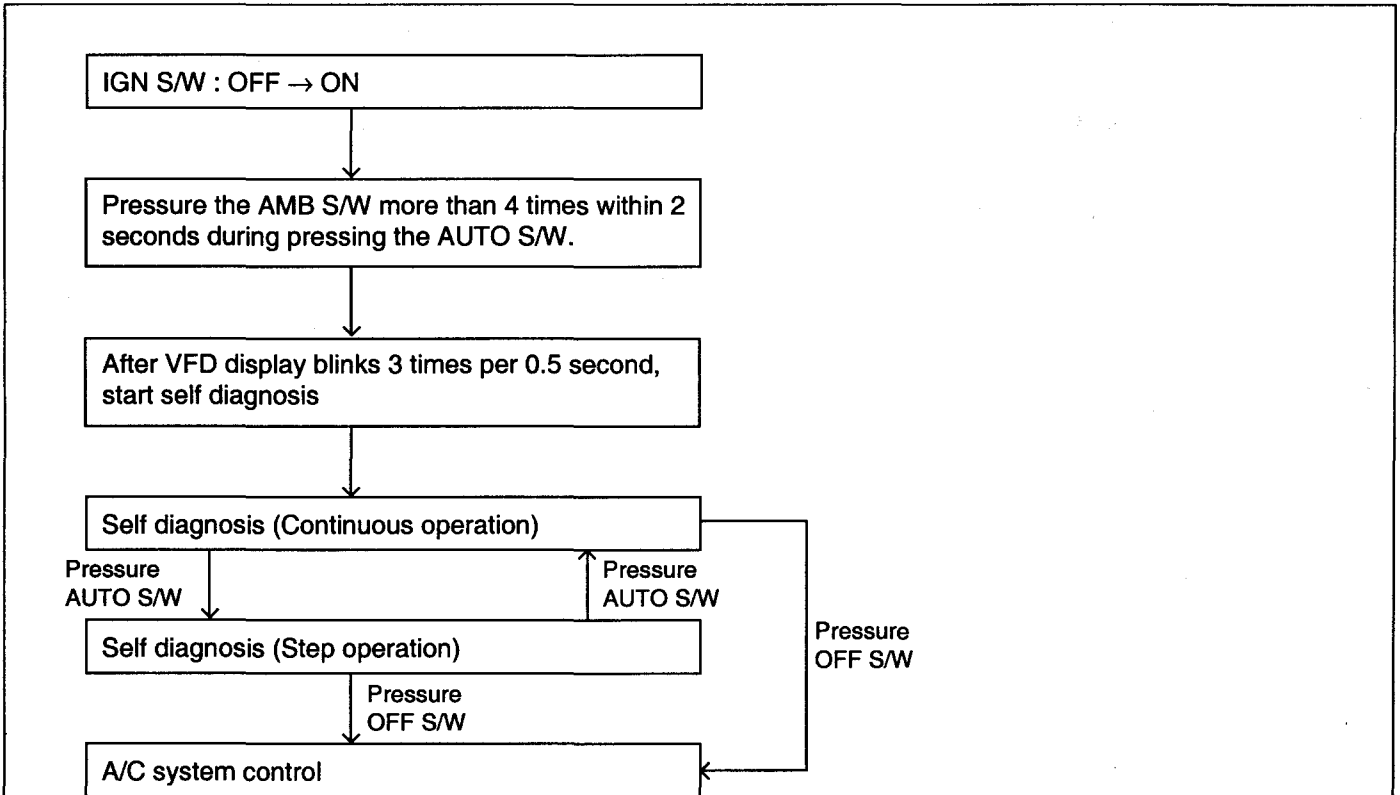 IGN S/W : OFF → ON
Pressure the AMB S/W more than 4 times within 2
seconds during pressing the AUTO S/W.
After VFD display blinks 3 times per 0.5 second,
start self diagnosis
Self diagnosis (Continuous operation)
Pressure
AUTO S/W
Pressure
AUTO S/W
Self diagnosis (Step operation)
Pressure
OFF S/W
Pressure
OFF S/W
A/C system control